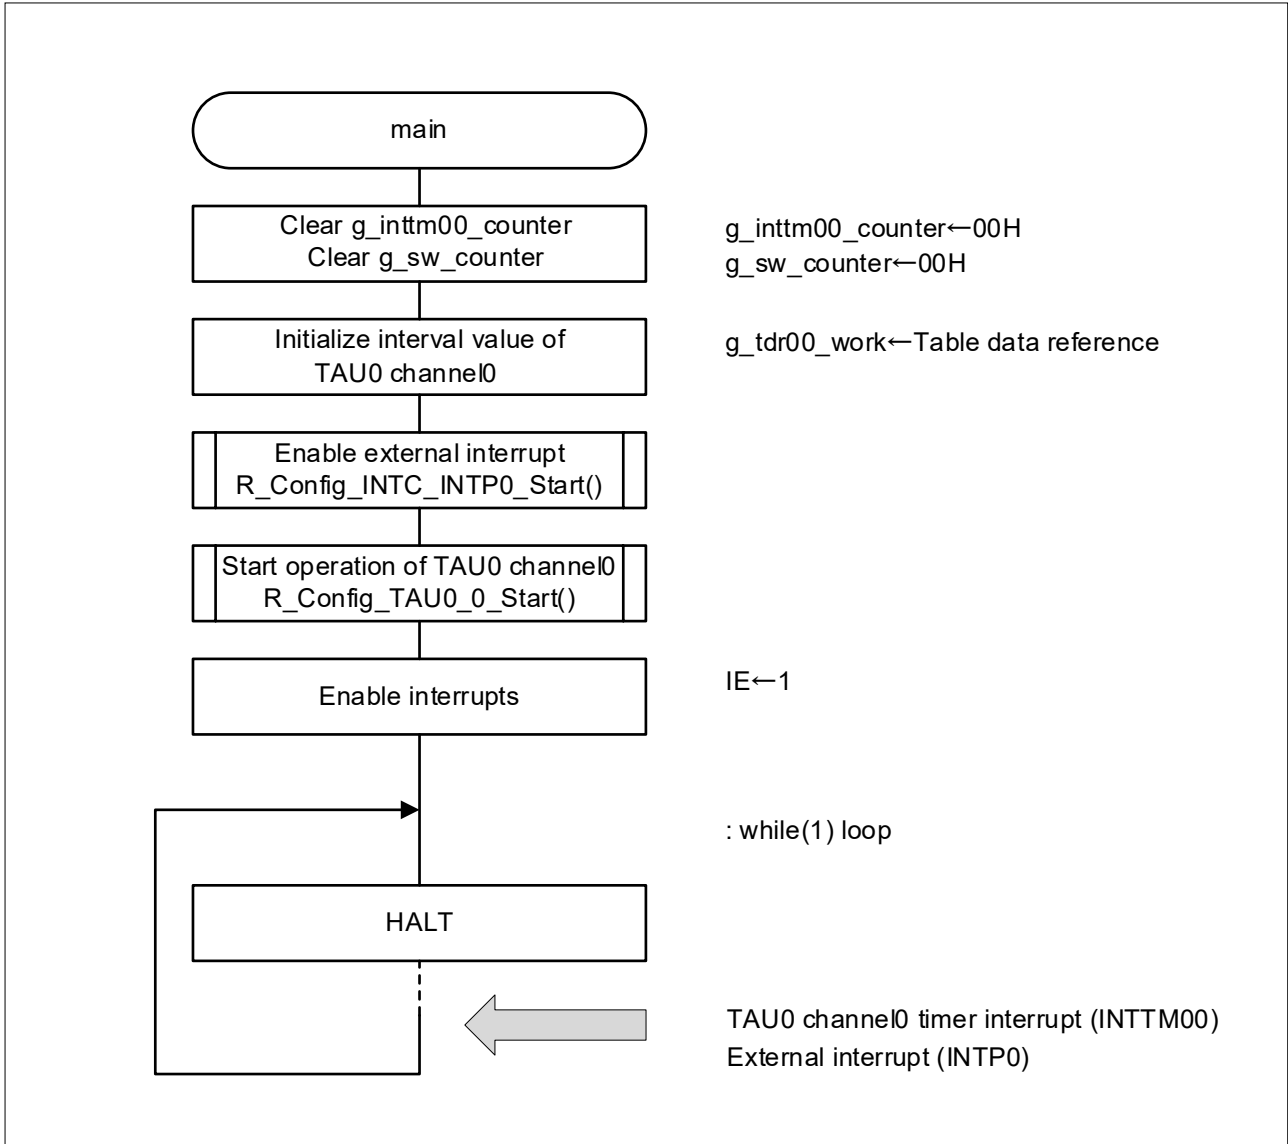 main
Clear g_inttm00_counter
Clear g_sw_counter
g_inttm00_counter←00H
g_sw_counter←00H
Initialize interval value of
TAU0 channel0
g_tdr00_work←Table data reference
Enable external interrupt
R_Config_INTC_INTP0_Start()
Start operation of TAU0 channel0
R_Config_TAU0_0_Start()
Enable interrupts
IE←1
: while(1) loop
HALT
TAU0 channel0 timer interrupt (INTTM00)
External interrupt (INTP0)